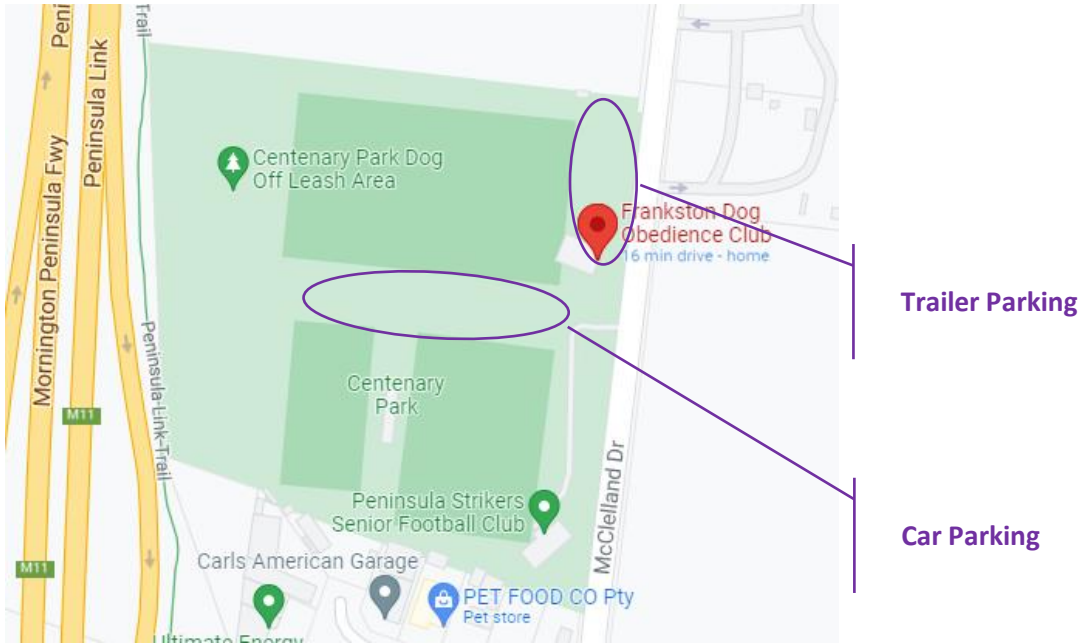 Peni
Pen
Trail
Peninsula Link
Mornington Peninsula Fwy
Centenary Park Dog
Off Leash Area
Frankston Dog
Obedience Club
16 min drive - home
Trailer Parking
Peninsula-Link-Trail
Centenary
Park
M11
McClelland Dr
Peninsula Strikers
Senior Football Club
Car Parking
Carls American Garage
M11
PET FOOD CO Pty
Pet store
Ultimate Energy